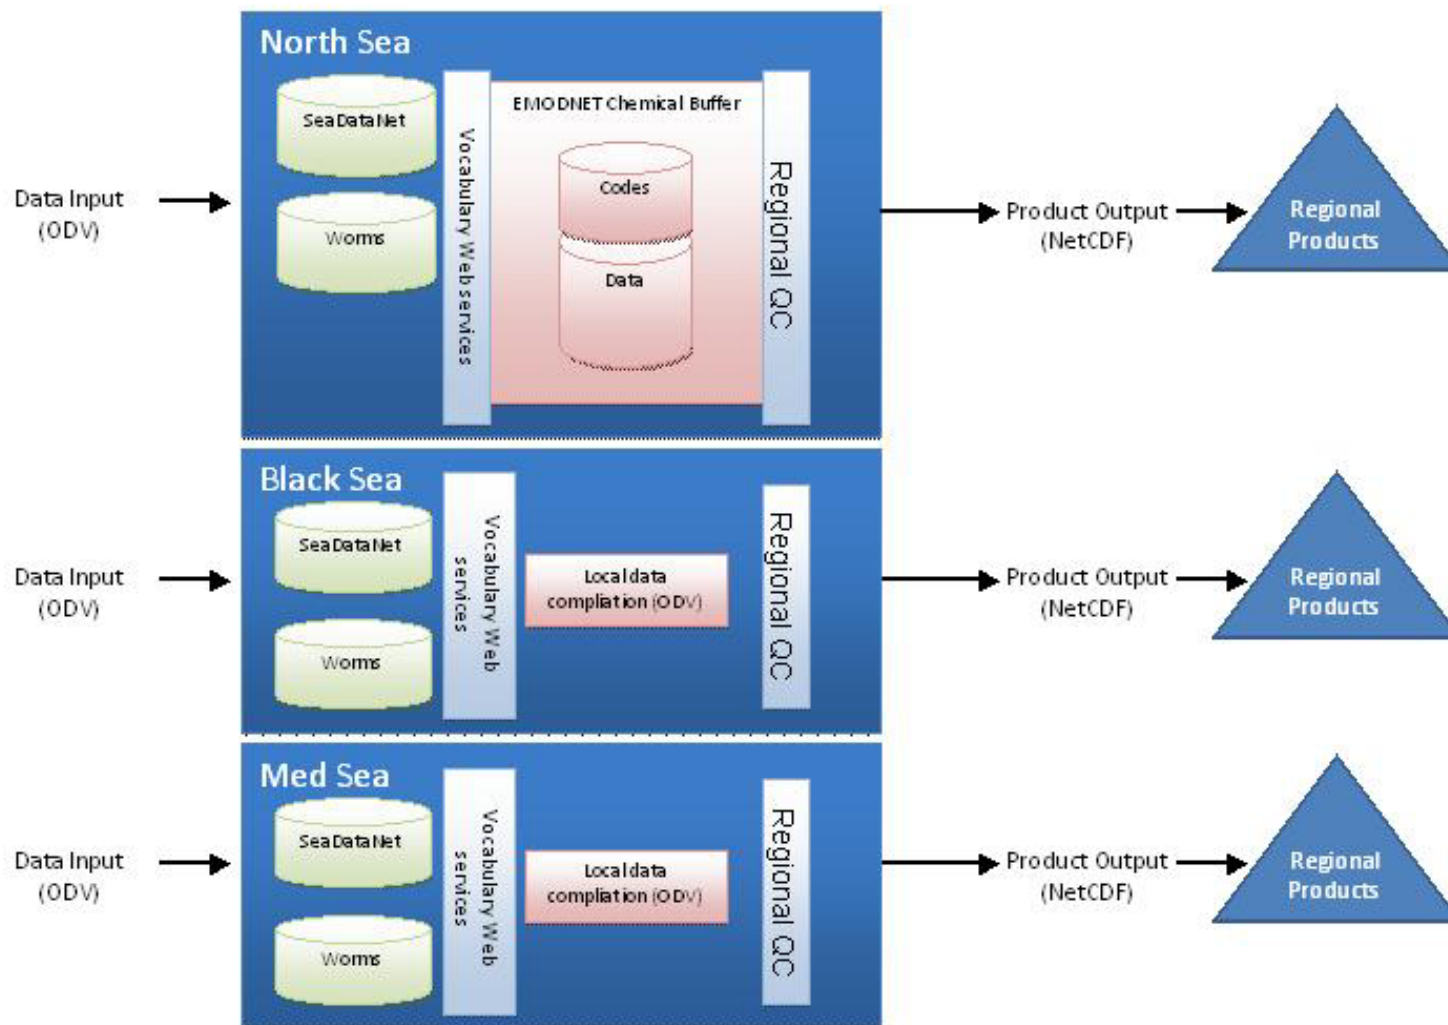 North Sea
SeaDataNet
Worms
Vocabulary Web services
EMODNET Chemical Buffer
Codes
Data
Regional QC
Data Input
(ODV)
Product Output
(NetCDF)
Regional
Products
Black Sea
SeaDataNet
Worms
Vocabulary Web
services
Local data
compliation (ODV)
Regional QC
Data Input
(ODV)
Product Output
(NetCDF)
Regional
Products
Med Sea
SeaDataNet
Worms
Vocabulary Web
services
Local data
compliation (ODV)
Regional QC
Data Input
(ODV)
Product Output
(NetCDF)
Regional
Products